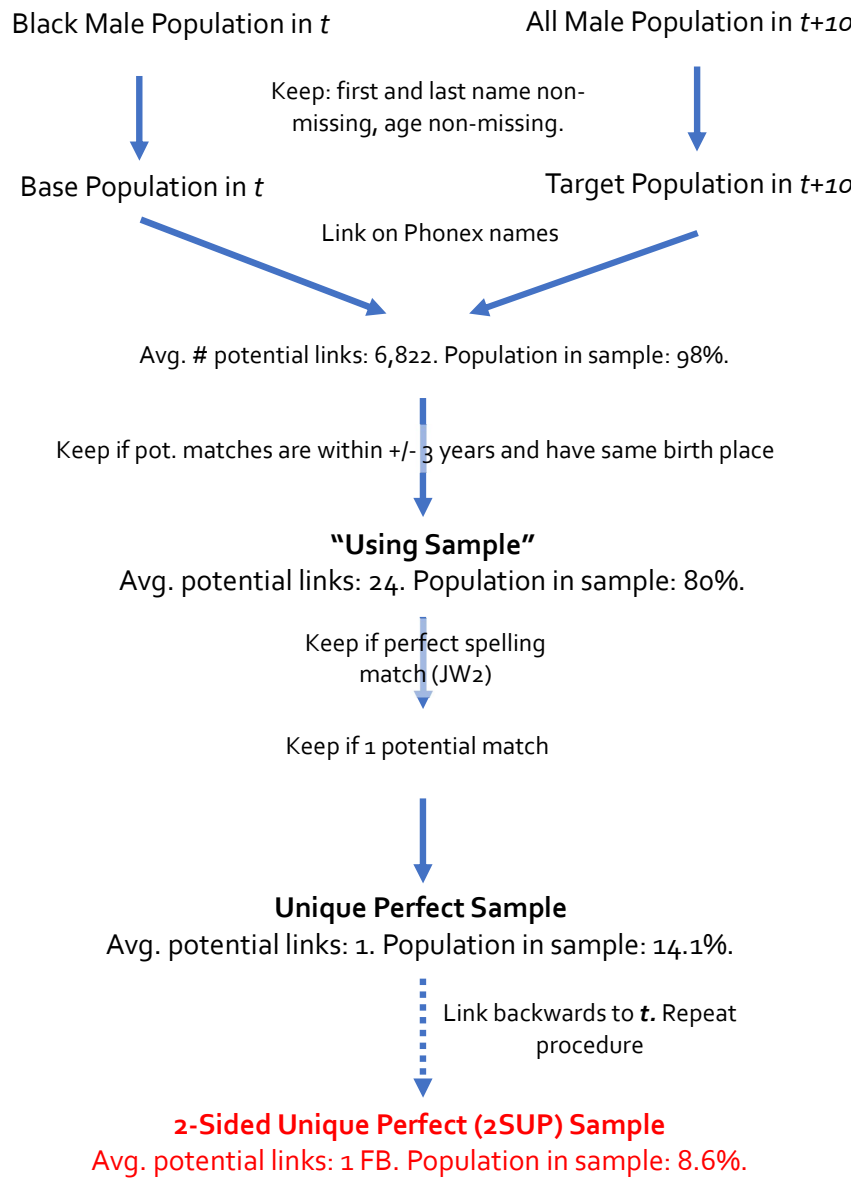 Black Male Population in t
All Male Population in t+10
Keep: first and last name non-
missing, age non-missing.
Base Population in t
Target Population in t+10
Link on Phonex names
Avg. # potential links: 6,822. Population in sample: 98%.
Keep if pot. matches are within +/- 3 years and have same birth place
“Using Sample”
Avg. potential links: 24. Population in sample: 80%.
Keep if perfect spelling
match (JW2)
Keep if 1 potential match
Unique Perfect Sample
Avg. potential links: 1. Population in sample: 14.1%.
Link backwards to t. Repeat
procedure
2-Sided Unique Perfect (2SUP) Sample
Avg. potential links: 1 FB. Population in sample: 8.6%.